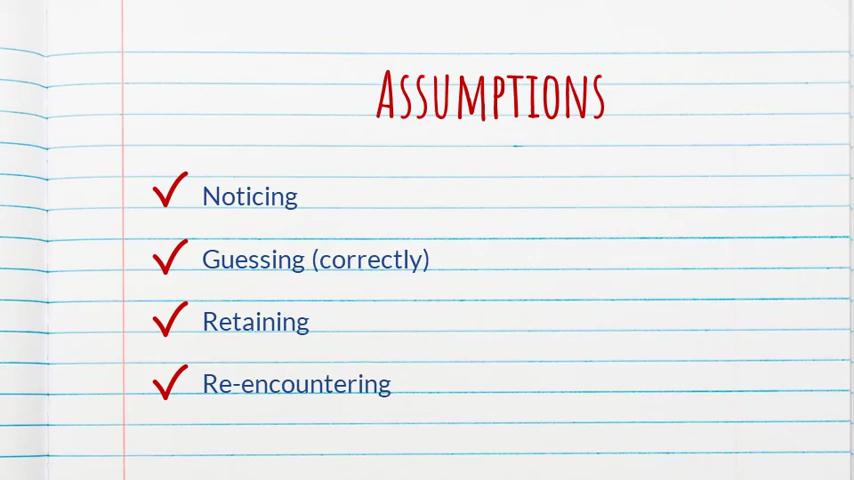 Assumptions
Noticing
Guessing (correctly)
Retaining
Re-encountering